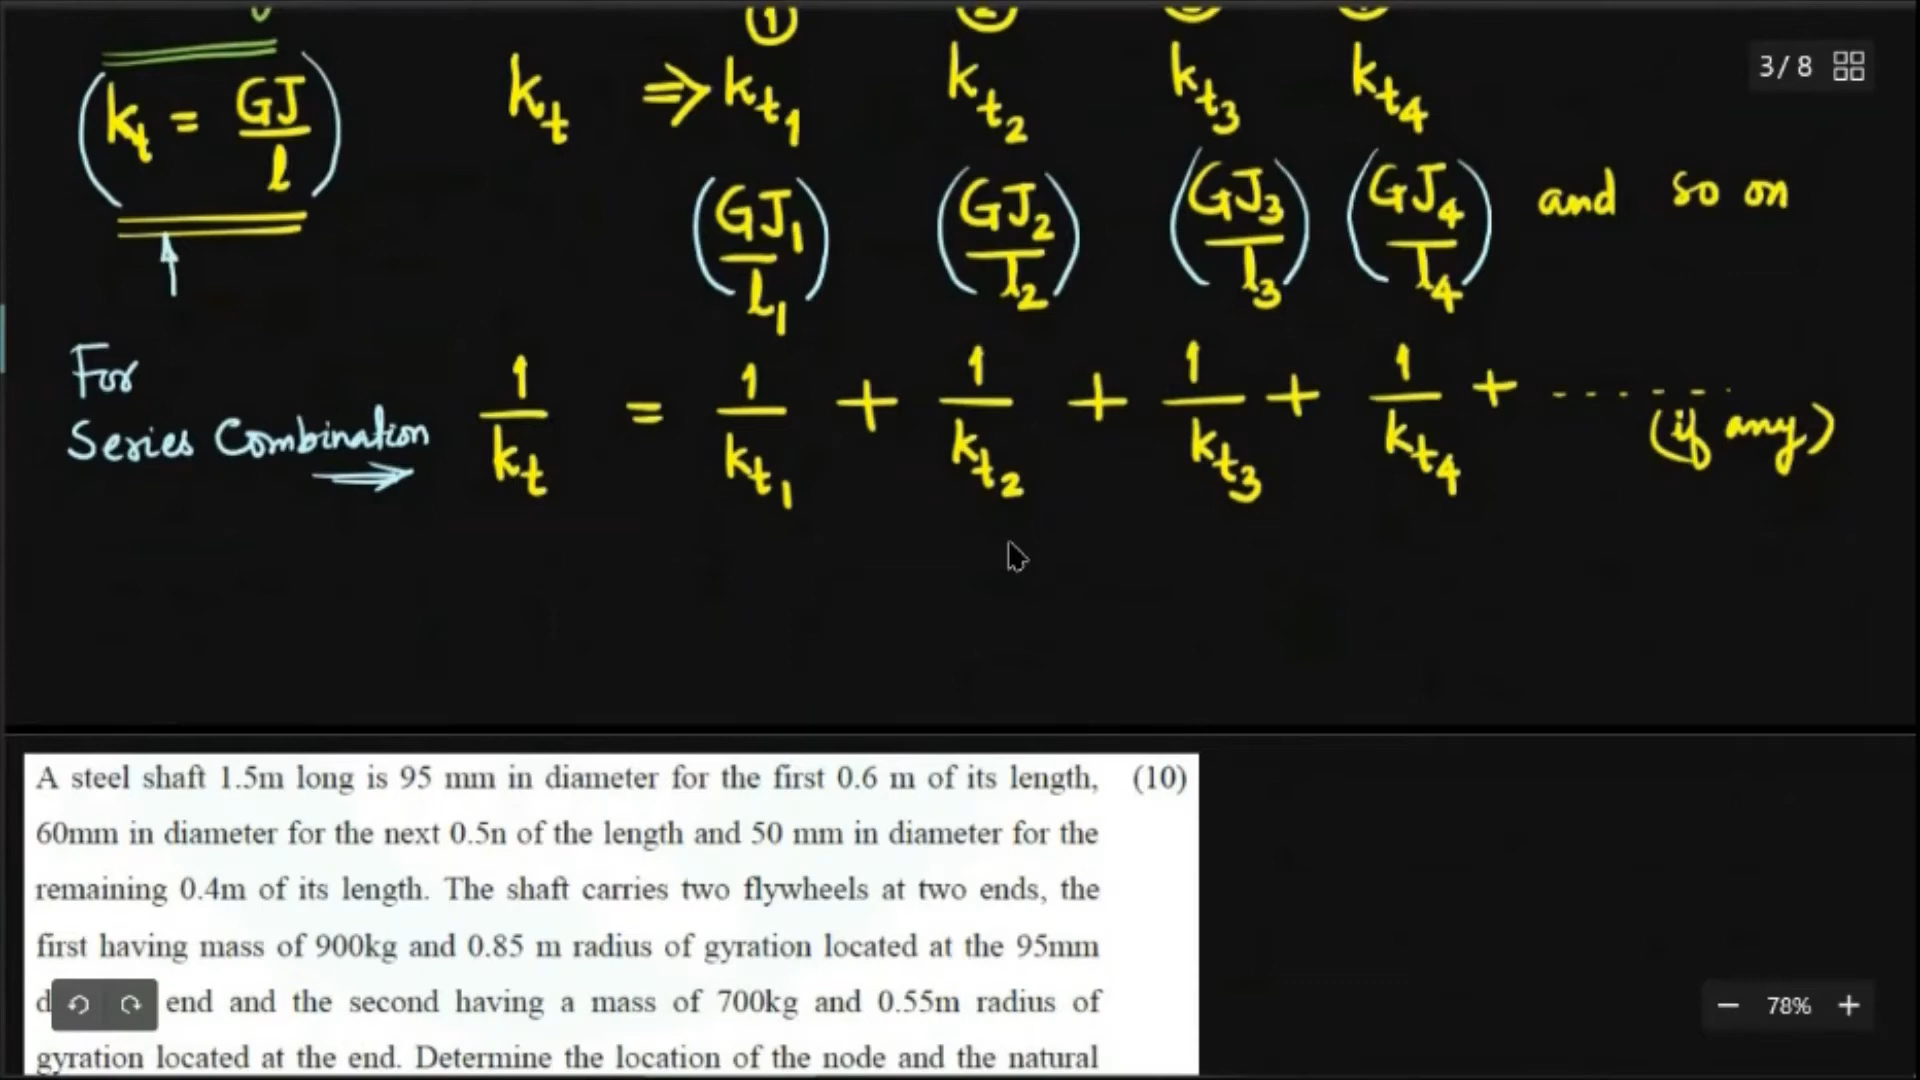 ① ② ③ ④
(kt = GJ/l) kt ⇒ kt1 kt2 kt3 kt4
(GJ1/l1) (GJ2/l2) (GJ3/l3) (GJ4/l4) and so on
3/8
For
Series Combination 1/kt = 1/kt1 + 1/kt2 + 1/kt3 + 1/kt4 + ------
(if any)
A steel shaft 1.5m long is 95 mm in diameter for the first 0.6 m of its length, (10)
60mm in diameter for the next 0.5n of the length and 50 mm in diameter for the
remaining 0.4m of its length. The shaft carries two flywheels at two ends, the
first having mass of 900kg and 0.85 m radius of gyration located at the 95mm
d end and the second having a mass of 700kg and 0.55m radius of
gyration located at the end. Determine the location of the node and the natural
78%